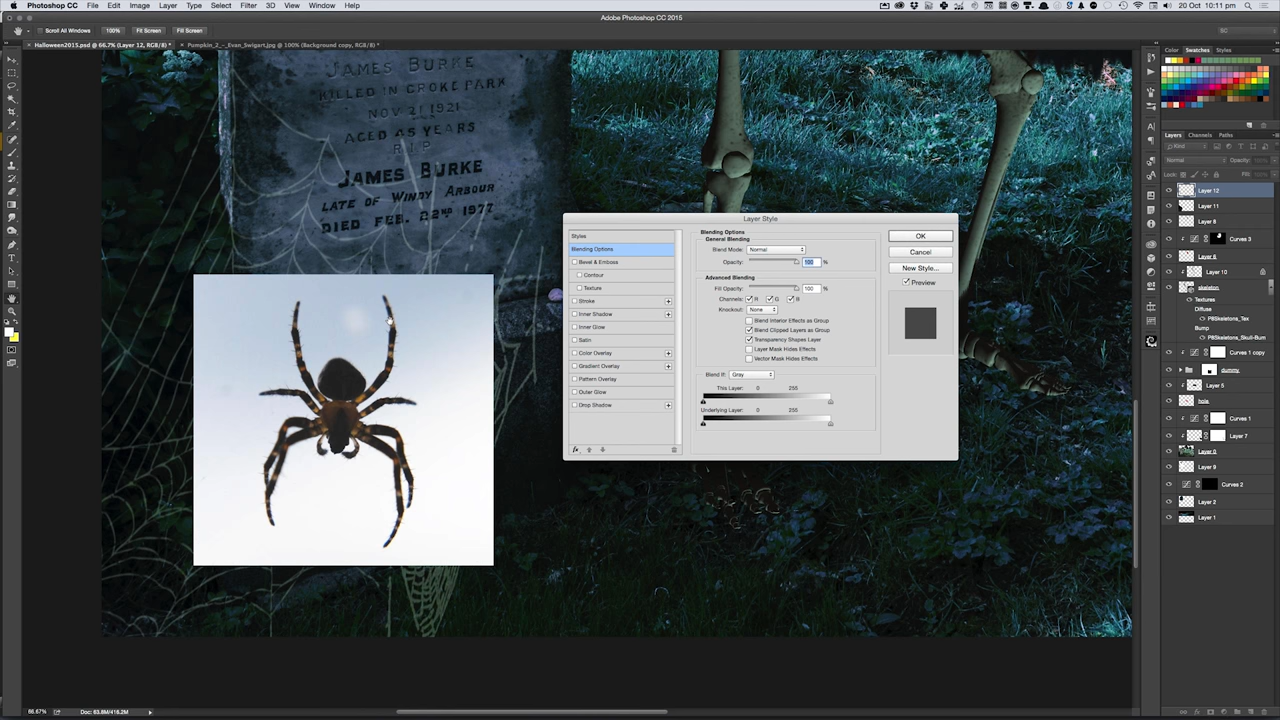 Photoshop CC File Edit Image Layer Type Select Filter 3D View Window Help
20 Oct 10:11 pm
Adobe Photoshop CC 2015
Scroll All Windows 100% Fit Screen Fill Screen
Halloween2015.psd @ 66.7% (Layer 12, RGB/8) *
Pumpkin_2_-_Evan_Swigart.jpg @ 100% (Background copy, RGB/8) *
JAMES BURKE
KILLED IN CROKE PARK
NOV 21 1921
AGED 45 YEARS
R.I.P
JAMES BURKE
LATE OF WINDY ARBOUR
DIED FEB. 22ND 1977
Layer Style
Styles
Blending Options
Bevel & Emboss
Contour
Texture
Stroke
Inner Shadow
Inner Glow
Satin
Color Overlay
Gradient Overlay
Pattern Overlay
Outer Glow
Drop Shadow
fx
Blending Options
General Blending
Blend Mode: Normal
Opacity: 100 %
Advanced Blending
Fill Opacity: 100 %
Channels: R G B
Knockout: None
Blend Interior Effects as Group
Blend Clipped Layers as Group
Transparency Shapes Layer
Layer Mask Hides Effects
Vector Mask Hides Effects
Blend If: Gray
This Layer: 0 255
Underlying Layer: 0 255
OK
Cancel
New Style...
Preview
Color Swatches Styles
Layers Channels Paths
Kind
Normal Opacity:
Lock: Fill:
Layer 12
Layer 11
Layer 8
Curves 3
Layer 6
Layer 10
skeleton
Textures
Diffuse
PBSkeletons_Tex
Bump
PBSkeletons_Skull-Bum...
Curves 1 copy
dummy
Layer 5
hole
Curves 1
Layer 7
Layer 0
Layer 9
Curves 2
Layer 2
Layer 1
66.67% Doc: 63.8M/416.2M